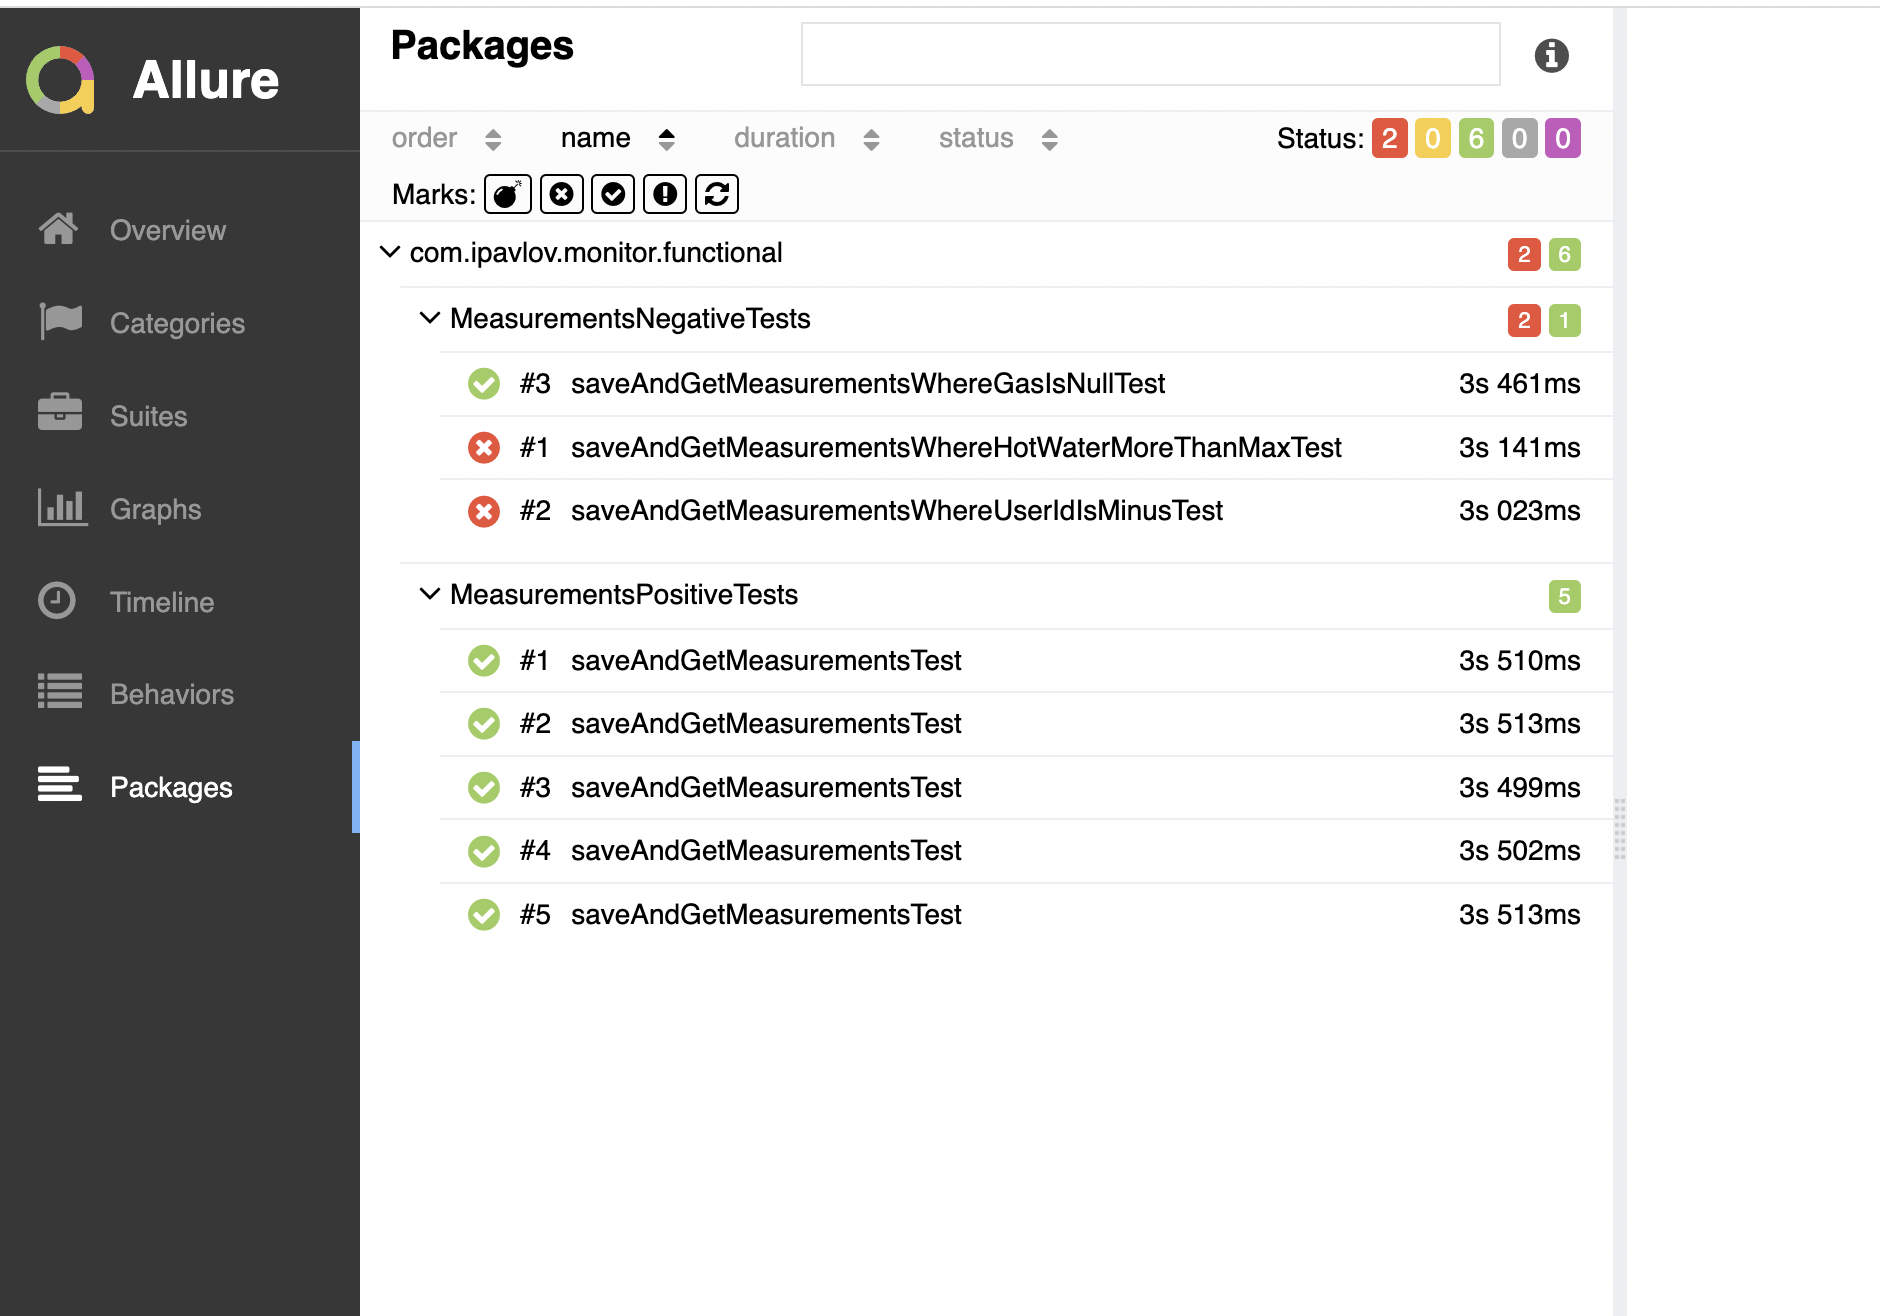 Allure
Overview
Categories
Suites
Graphs
Timeline
Behaviors
Packages
Packages
order name duration status Status: 2 0 6 0 0
Marks:
com.ipavlov.monitor.functional 2 6
MeasurementsNegativeTests 2 1
#3 saveAndGetMeasurementsWhereGasIsNullTest 3s 461ms
#1 saveAndGetMeasurementsWhereHotWaterMoreThanMaxTest 3s 141ms
#2 saveAndGetMeasurementsWhereUserIdIsMinusTest 3s 023ms
MeasurementsPositiveTests 5
#1 saveAndGetMeasurementsTest 3s 510ms
#2 saveAndGetMeasurementsTest 3s 513ms
#3 saveAndGetMeasurementsTest 3s 499ms
#4 saveAndGetMeasurementsTest 3s 502ms
#5 saveAndGetMeasurementsTest 3s 513ms